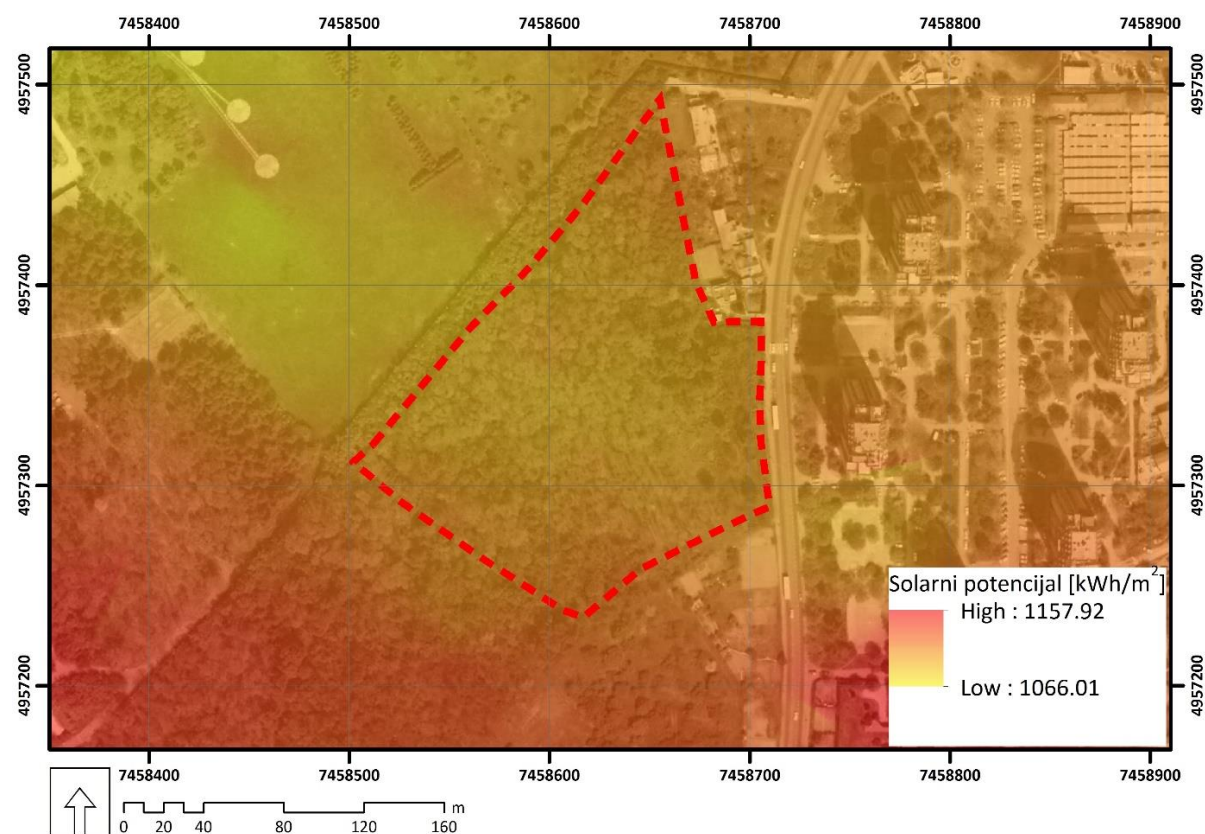 7458400 7458500 7458600 7458700 7458800 7458900
4957500 4957500
4957400 4957400
4957300 4957300
Solarni potencijal [kWh/m²]
High : 1157.92
Low : 1066.01
4957200 4957200
7458400 7458500 7458600 7458700 7458800 7458900
m
0 20 40 80 120 160